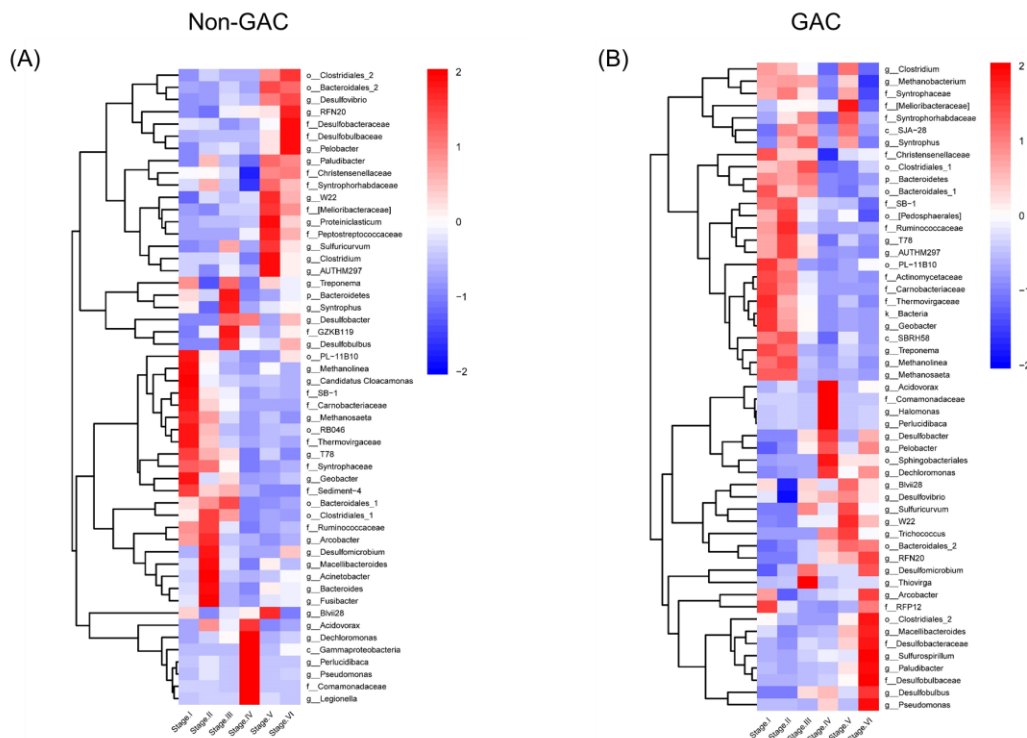 Non-GAC
GAC
(A)
(B)
o__Clostridiales_2
o__Bacteroidales_2
g__Desulfovibrio
g__RFN20
f__Desulfobacteraceae
f__Desulfobulbaceae
g__Pelobacter
g__Paludibacter
f__Christensenellaceae
f__Syntrophorhabdaceae
g__W22
f__[Melioribacteraceae]
g__Proteiniclasticum
f__Peptostreptococcaceae
g__Sulfuricurvum
g__Clostridium
g__AUTHM297
g__Treponema
p__Bacteroidetes
g__Syntrophus
g__Desulfobacter
f__GZKB119
g__Desulfobulbus
o__PL-11B10
g__Methanolinea
g__Candidatus Cloacamonas
f__SB-1
f__Carnobacteriaceae
g__Methanosaeta
o__RB046
f__Thermovirgaceae
g__T78
f__Syntrophaceae
g__Geobacter
f__Sediment-4
o__Bacteroidales_1
o__Clostridiales_1
f__Ruminococcaceae
g__Arcobacter
g__Desulfomicrobium
g__Macellibacteroides
g__Acinetobacter
g__Bacteroides
g__Fusibacter
g__Blvii28
g__Acidovorax
g__Dechloromonas
c__Gammaproteobacteria
g__Perlucidibaca
g__Pseudomonas
f__Comamonadaceae
g__Legionella
Stage.I
Stage.II
Stage.III
Stage.IV
Stage.V
Stage.VI
2
1
0
−1
−2
g__Clostridium
g__Methanobacterium
f__Syntrophaceae
f__[Melioribacteraceae]
f__Syntrophorhabdaceae
c__SJA-28
g__Syntrophus
f__Christensenellaceae
o__Clostridiales_1
p__Bacteroidetes
o__Bacteroidales_1
f__SB-1
o__[Pedosphaerales]
f__Ruminococcaceae
g__T78
g__AUTHM297
o__PL-11B10
f__Actinomycetaceae
f__Carnobacteriaceae
f__Thermovirgaceae
k__Bacteria
g__Geobacter
c__SBRH58
g__Treponema
g__Methanolinea
g__Methanosaeta
g__Acidovorax
f__Comamonadaceae
g__Halomonas
g__Perlucidibaca
g__Desulfobacter
g__Pelobacter
o__Sphingobacteriales
g__Dechloromonas
g__Blvii28
g__Desulfovibrio
g__Sulfuricurvum
g__W22
g__Trichococcus
o__Bacteroidales_2
g__RFN20
g__Desulfomicrobium
g__Thiovirga
g__Arcobacter
f__RFP12
o__Clostridiales_2
g__Macellibacteroides
f__Desulfobacteraceae
g__Sulfurospirillum
g__Paludibacter
f__Desulfobulbaceae
g__Desulfobulbus
g__Pseudomonas
Stage.I
Stage.II
Stage.III
Stage.IV
Stage.V
Stage.VI
2
1
0
−1
−2